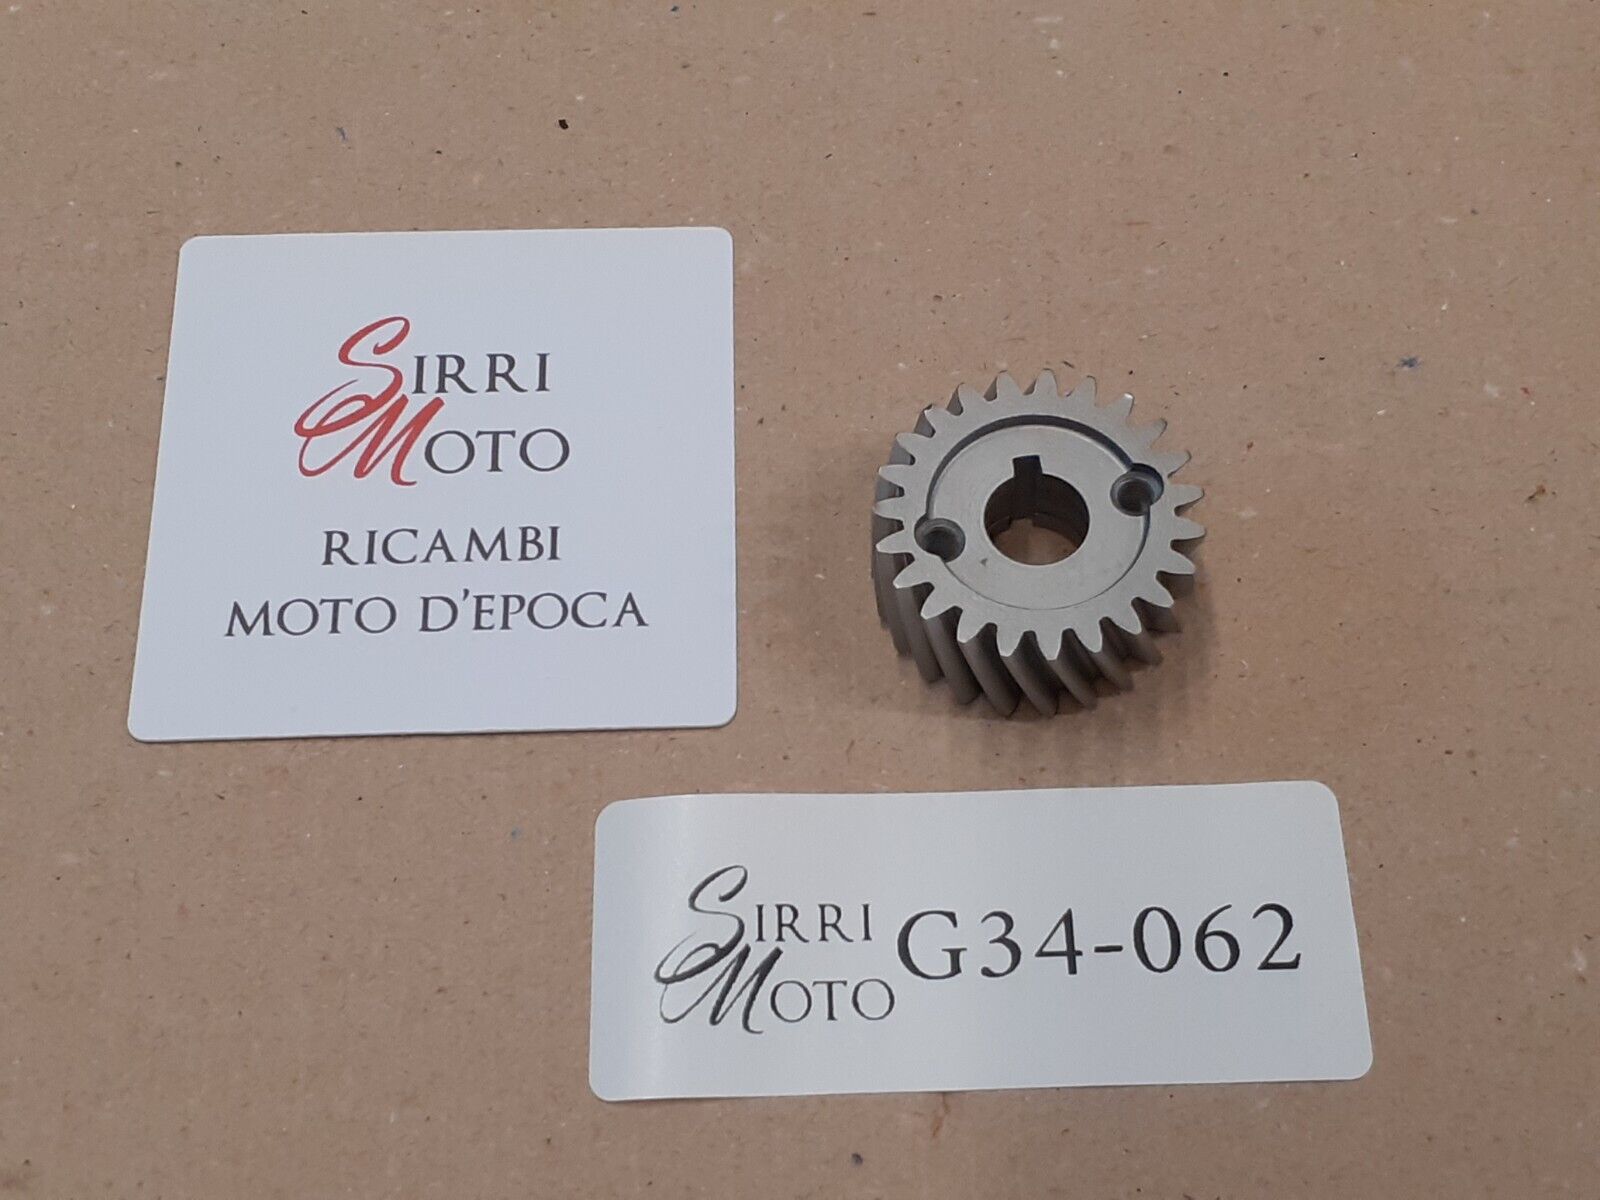 SIRRI
MOTO
RICAMBI
MOTO D'EPOCA
SIRRI
MOTO
G34-062